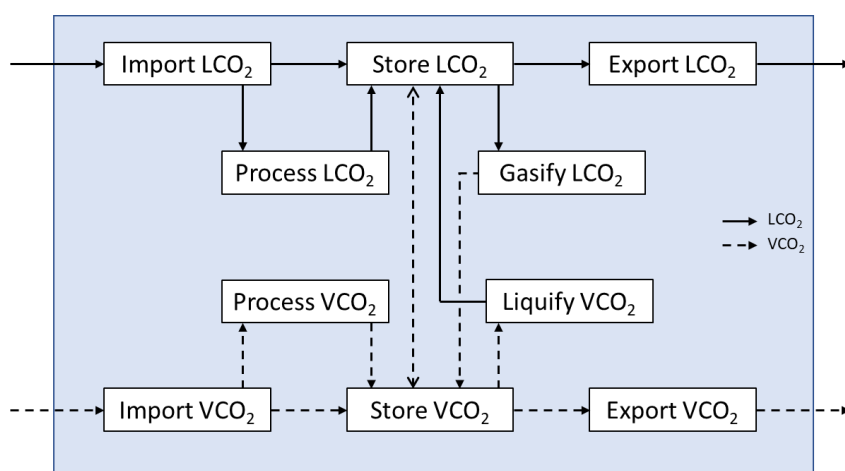 Import LCO₂
Store LCO₂
Export LCO₂
Process LCO₂
Gasify LCO₂
LCO₂
VCO₂
Process VCO₂
Liquify VCO₂
Import VCO₂
Store VCO₂
Export VCO₂